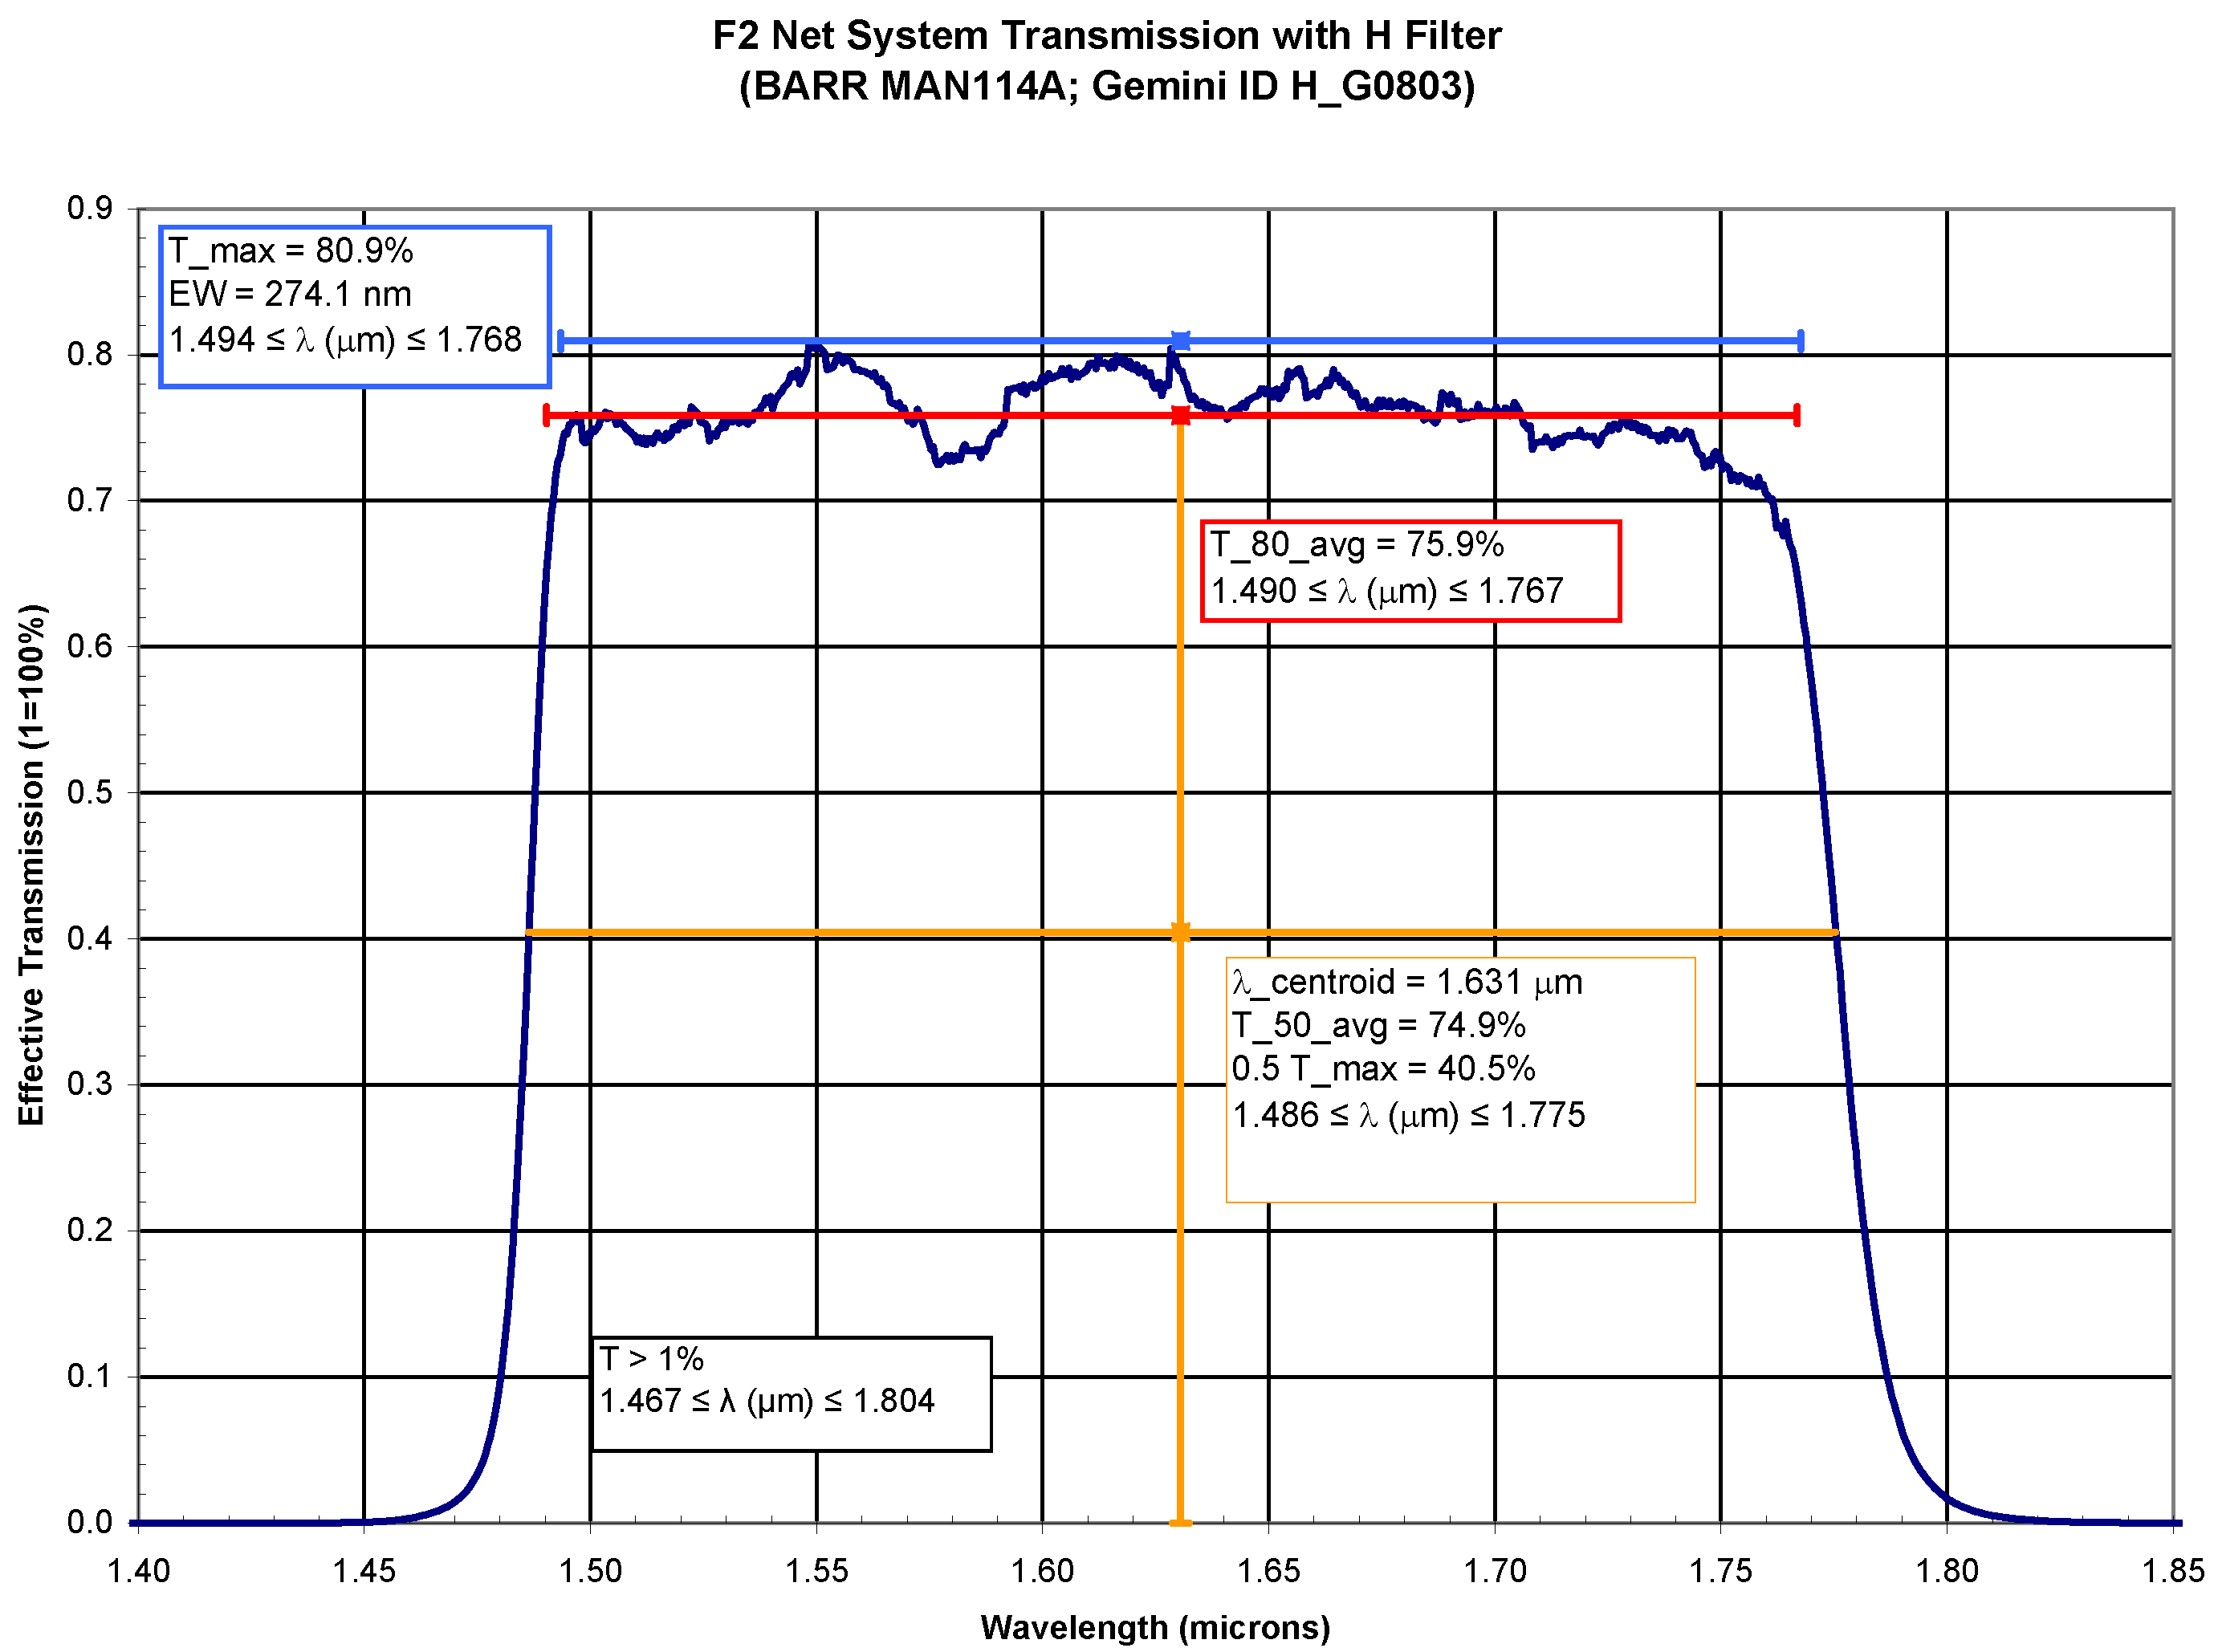 F2 Net System Transmission with H Filter
(BARR MAN114A; Gemini ID H_G0803)
Effective Transmission (1=100%)
0.9
0.8
0.7
0.6
0.5
0.4
0.3
0.2
0.1
0.0
T_max = 80.9%
EW = 274.1 nm
1.494 ≤ λ (μm) ≤ 1.768
T_80_avg = 75.9%
1.490 ≤ λ (μm) ≤ 1.767
λ_centroid = 1.631 μm
T_50_avg = 74.9%
0.5 T_max = 40.5%
1.486 ≤ λ (μm) ≤ 1.775
T > 1%
1.467 ≤ λ (μm) ≤ 1.804
1.40 1.45 1.50 1.55 1.60 1.65 1.70 1.75 1.80 1.85
Wavelength (microns)